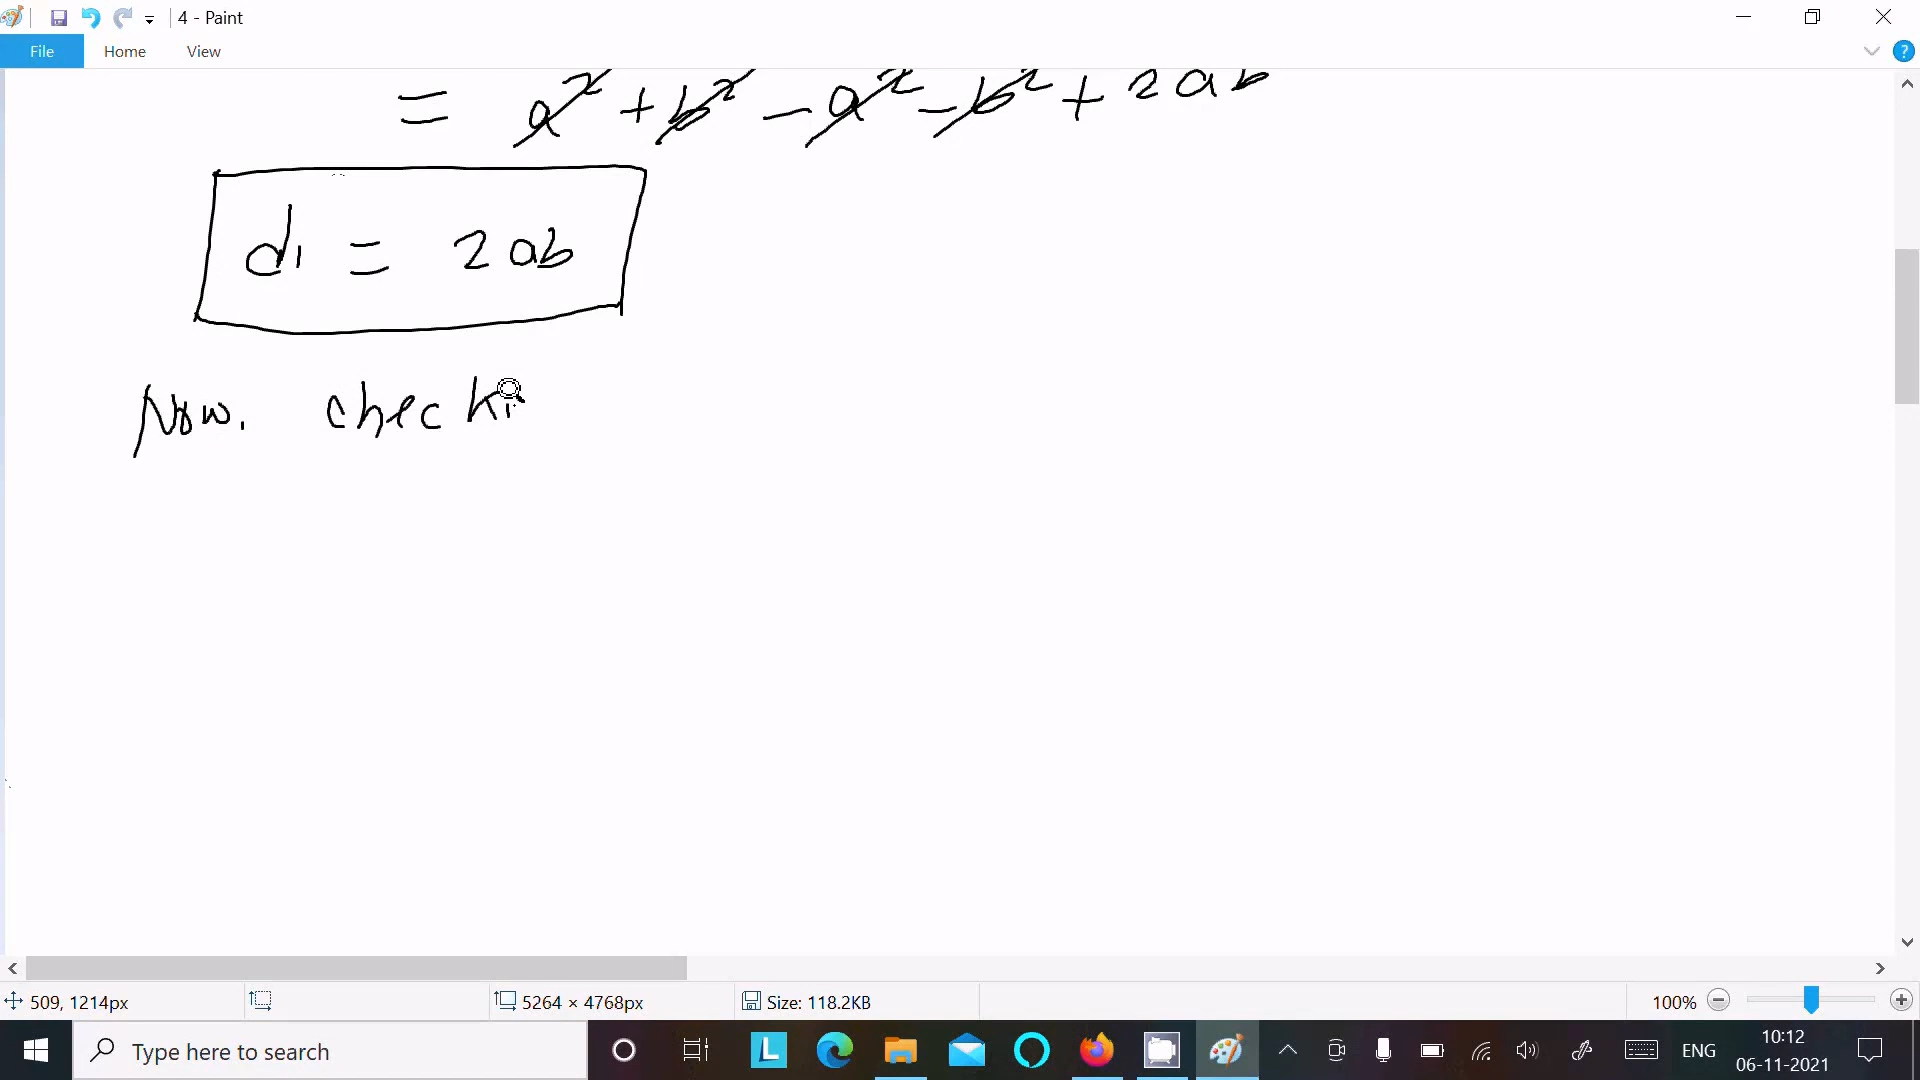 4 - Paint
File Home View
= a² + b² - a² - b² + 2ab
d1 = 2ab
Now. checki
509, 1214px 5264 × 4768px Size: 118.2KB 100%
Type here to search L ENG 10:12
06-11-2021